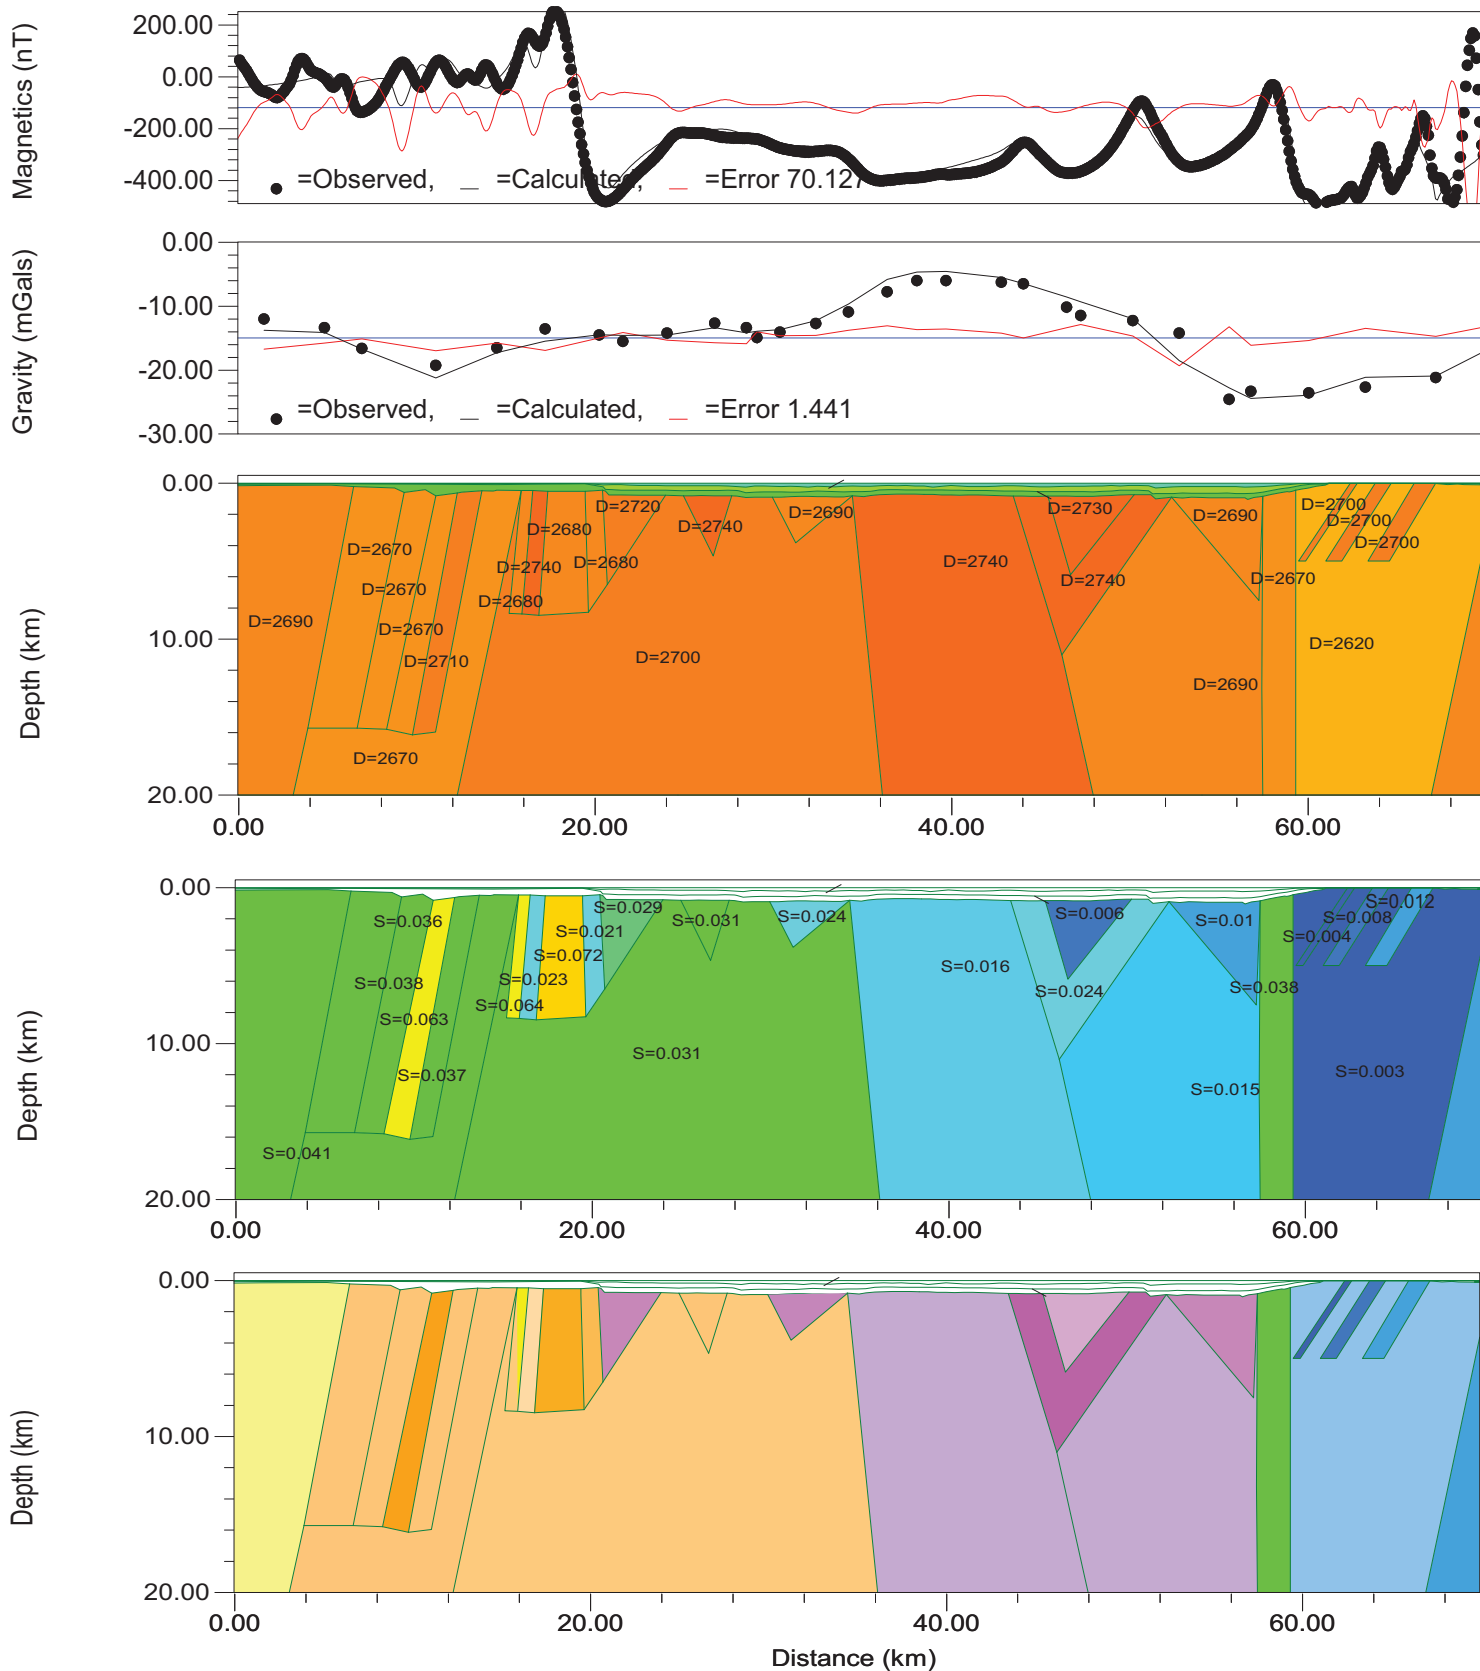 Magnetics (nT)
200.00
0.00
-200.00
-400.00
=Observed, =Calculated, =Error 70.127
Gravity (mGals)
0.00
-10.00
-20.00
-30.00
=Observed, =Calculated, =Error 1.441
Depth (km)
0.00
10.00
20.00
D=2690
D=2670
D=2670
D=2670
D=2710
D=2670
D=2680
D=2740
D=2680
D=2680
D=2720
D=2740
D=2690
D=2700
D=2740
D=2730
D=2740
D=2690
D=2670
D=2690
D=2700
D=2700
D=2700
D=2620
0.00 20.00 40.00 60.00
Depth (km)
0.00
10.00
20.00
S=0.036
S=0.038
S=0.063
S=0.037
S=0.041
S=0.029
S=0.021
S=0.072
S=0.023
S=0.064
S=0.031
S=0.024
S=0.031
S=0.016
S=0.006
S=0.024
S=0.01
S=0.038
S=0.015
S=0.012
S=0.008
S=0.004
S=0.003
0.00 20.00 40.00 60.00
Depth (km)
0.00
10.00
20.00
0.00 20.00 40.00 60.00
Distance (km)